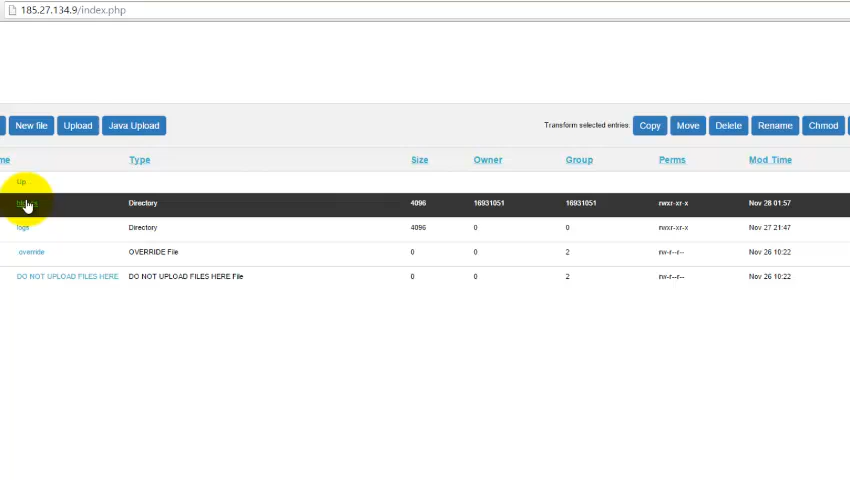 185.27.134.9/index.php
New file Upload Java Upload Transform selected entries: Copy Move Delete Rename Chmod
me Type Size Owner Group Perms Mod Time
Up
Directory 4096 16931051 16931051 rwxr-xr-x Nov 28 01:57
logs Directory 4096 0 0 rwxr-xr-x Nov 27 21:47
override OVERRIDE File 0 0 2 rw-r--r-- Nov 26 10:22
DO NOT UPLOAD FILES HERE DO NOT UPLOAD FILES HERE File 0 0 2 rw-r--r-- Nov 26 10:22